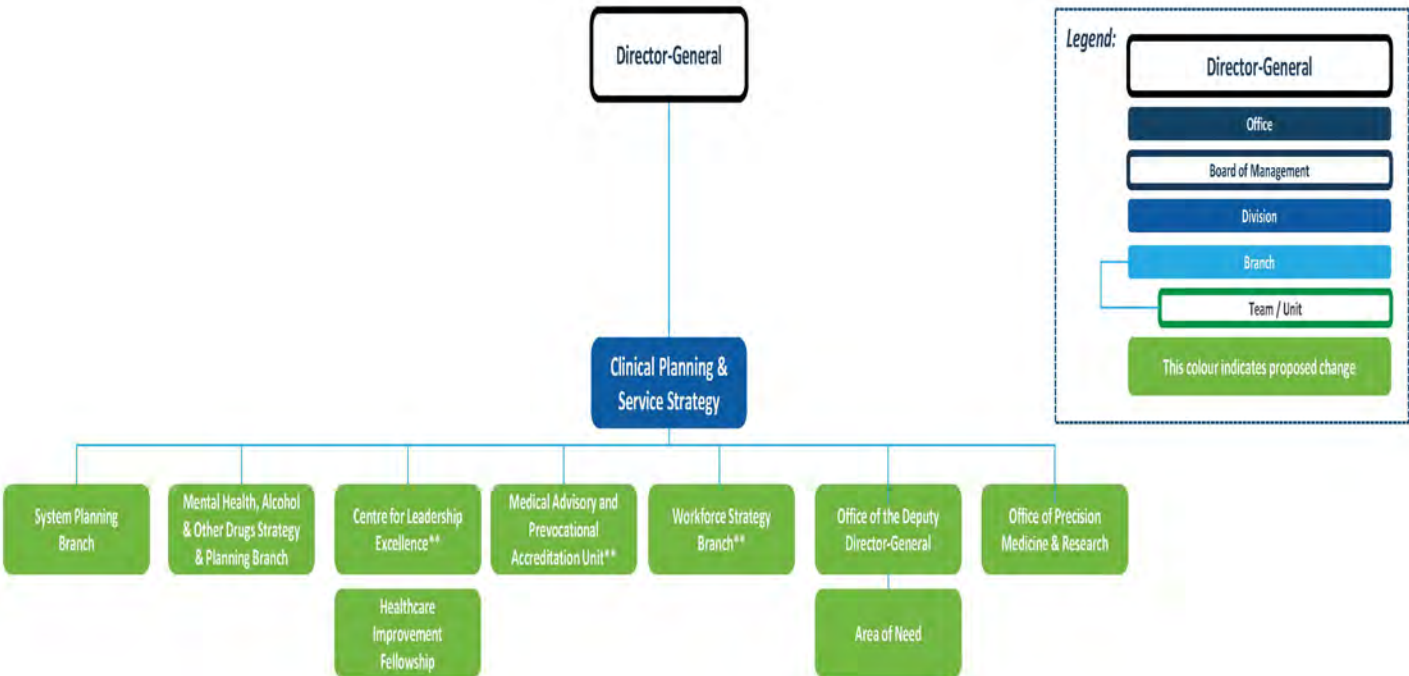 Director-General
Legend:
Director-General
Office
Board of Management
Division
Branch
Team / Unit
This colour indicates proposed change
Clinical Planning &
Service Strategy
System Planning
Branch
Mental Health, Alcohol
& Other Drugs Strategy
& Planning Branch
Centre for Leadership
Excellence**
Medical Advisory and
Prevocational
Accreditation Unit**
Workforce Strategy
Branch**
Office of the Deputy
Director-General
Office of Precision
Medicine & Research
Healthcare
Improvement
Fellowship
Area of Need